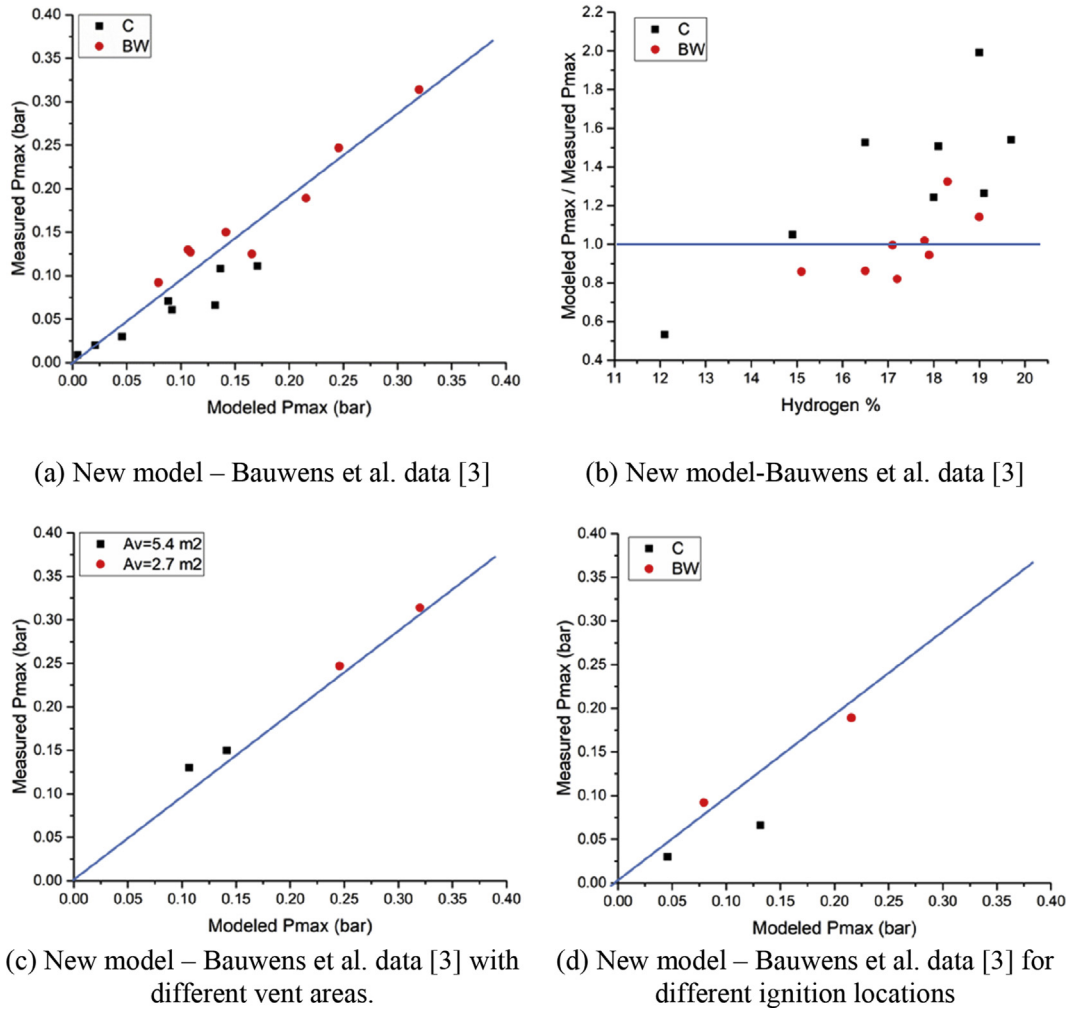 C
BW
Measured Pmax (bar)
0.40
0.35
0.30
0.25
0.20
0.15
0.10
0.05
0.00
0.00 0.05 0.10 0.15 0.20 0.25 0.30 0.35 0.40
Modeled Pmax (bar)
C
BW
Modeled Pmax / Measured Pmax
2.2
2.0
1.8
1.6
1.4
1.2
1.0
0.8
0.6
0.4
11 12 13 14 15 16 17 18 19 20
Hydrogen %
(a) New model – Bauwens et al. data [3]
(b) New model-Bauwens et al. data [3]
Av=5.4 m2
Av=2.7 m2
Measured Pmax (bar)
0.40
0.35
0.30
0.25
0.20
0.15
0.10
0.05
0.00
0.00 0.05 0.10 0.15 0.20 0.25 0.30 0.35 0.40
Modeled Pmax (bar)
C
BW
Measured Pmax (bar)
0.40
0.35
0.30
0.25
0.20
0.15
0.10
0.05
0.00
0.00 0.05 0.10 0.15 0.20 0.25 0.30 0.35 0.40
Modeled Pmax (bar)
(c) New model – Bauwens et al. data [3] with
different vent areas.
(d) New model – Bauwens et al. data [3] for
different ignition locations